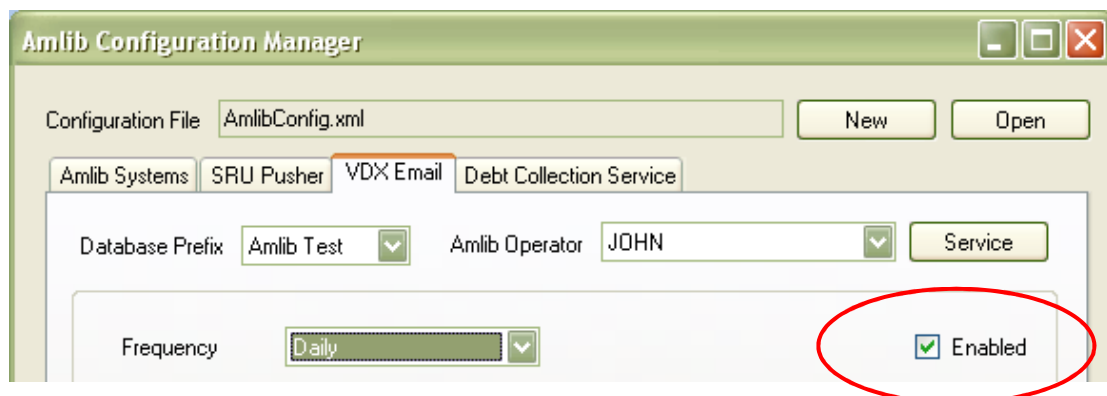 Amlib Configuration Manager
Configuration File AmlibConfig.xml New Open
Amlib Systems SRU Pusher VDX Email Debt Collection Service
Database Prefix Amlib Test Amlib Operator JOHN Service
Frequency Daily Enabled